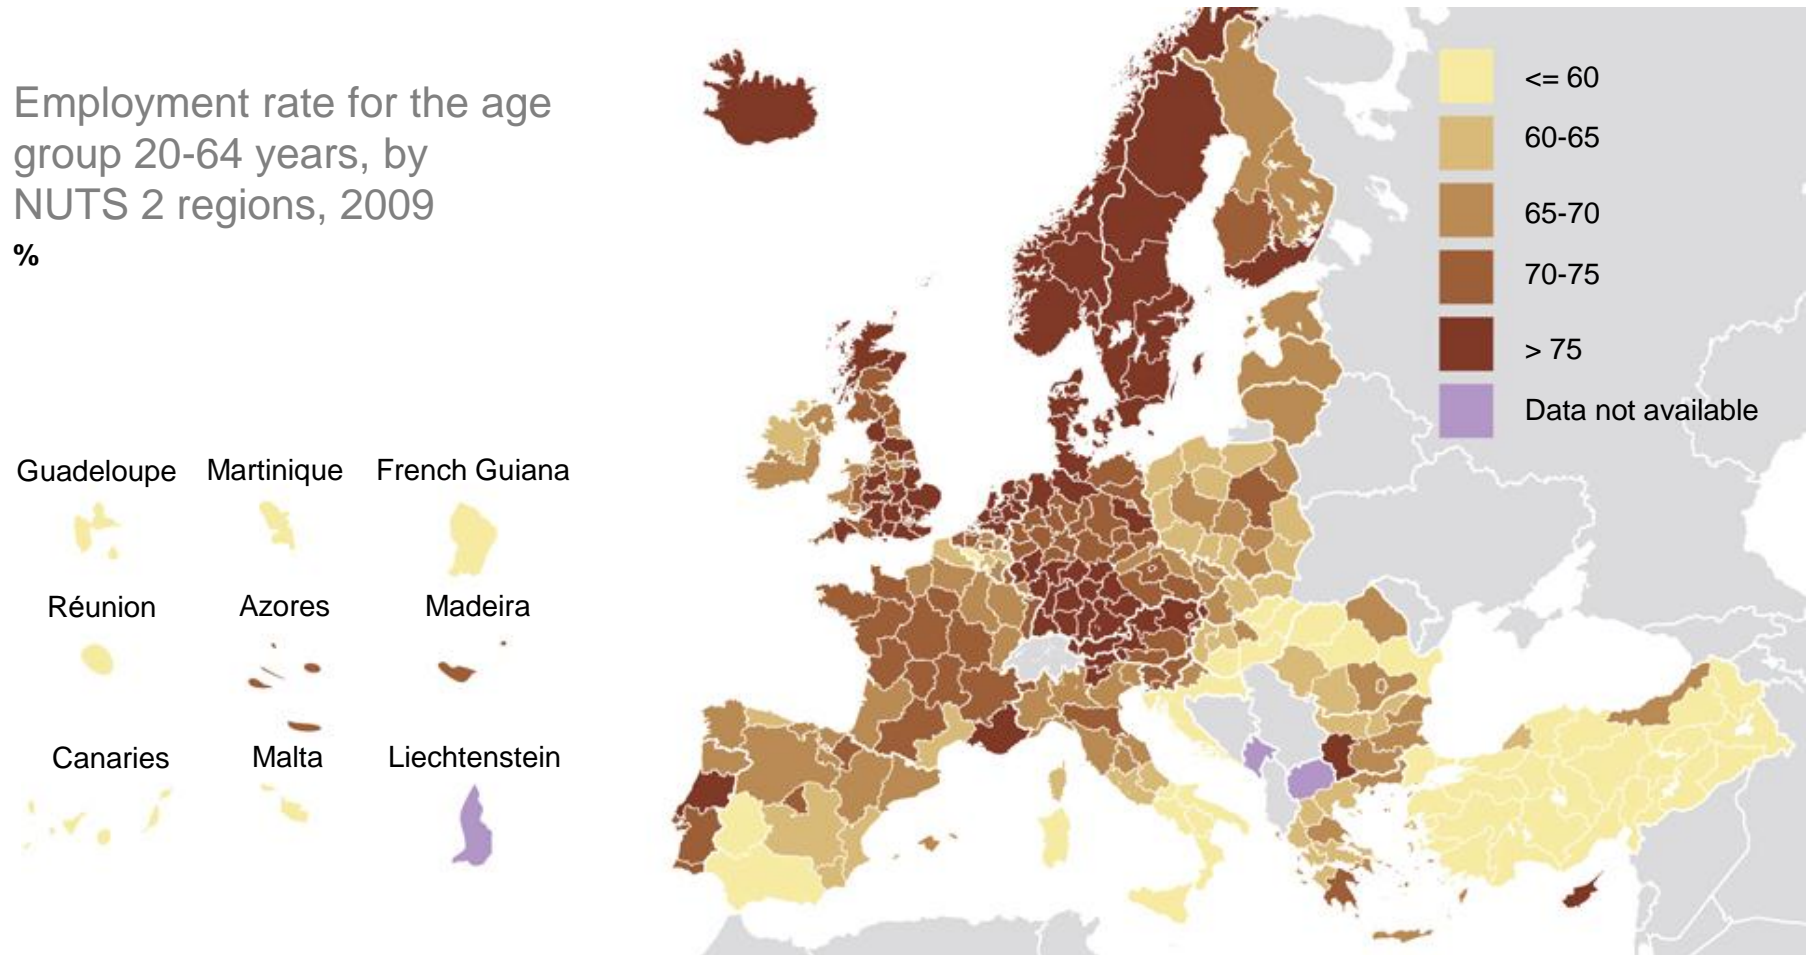 Employment rate for the age
group 20-64 years, by
NUTS 2 regions, 2009
%
<= 60
60-65
65-70
70-75
> 75
Data not available
Guadeloupe Martinique French Guiana
Réunion Azores Madeira
Canaries Malta Liechtenstein